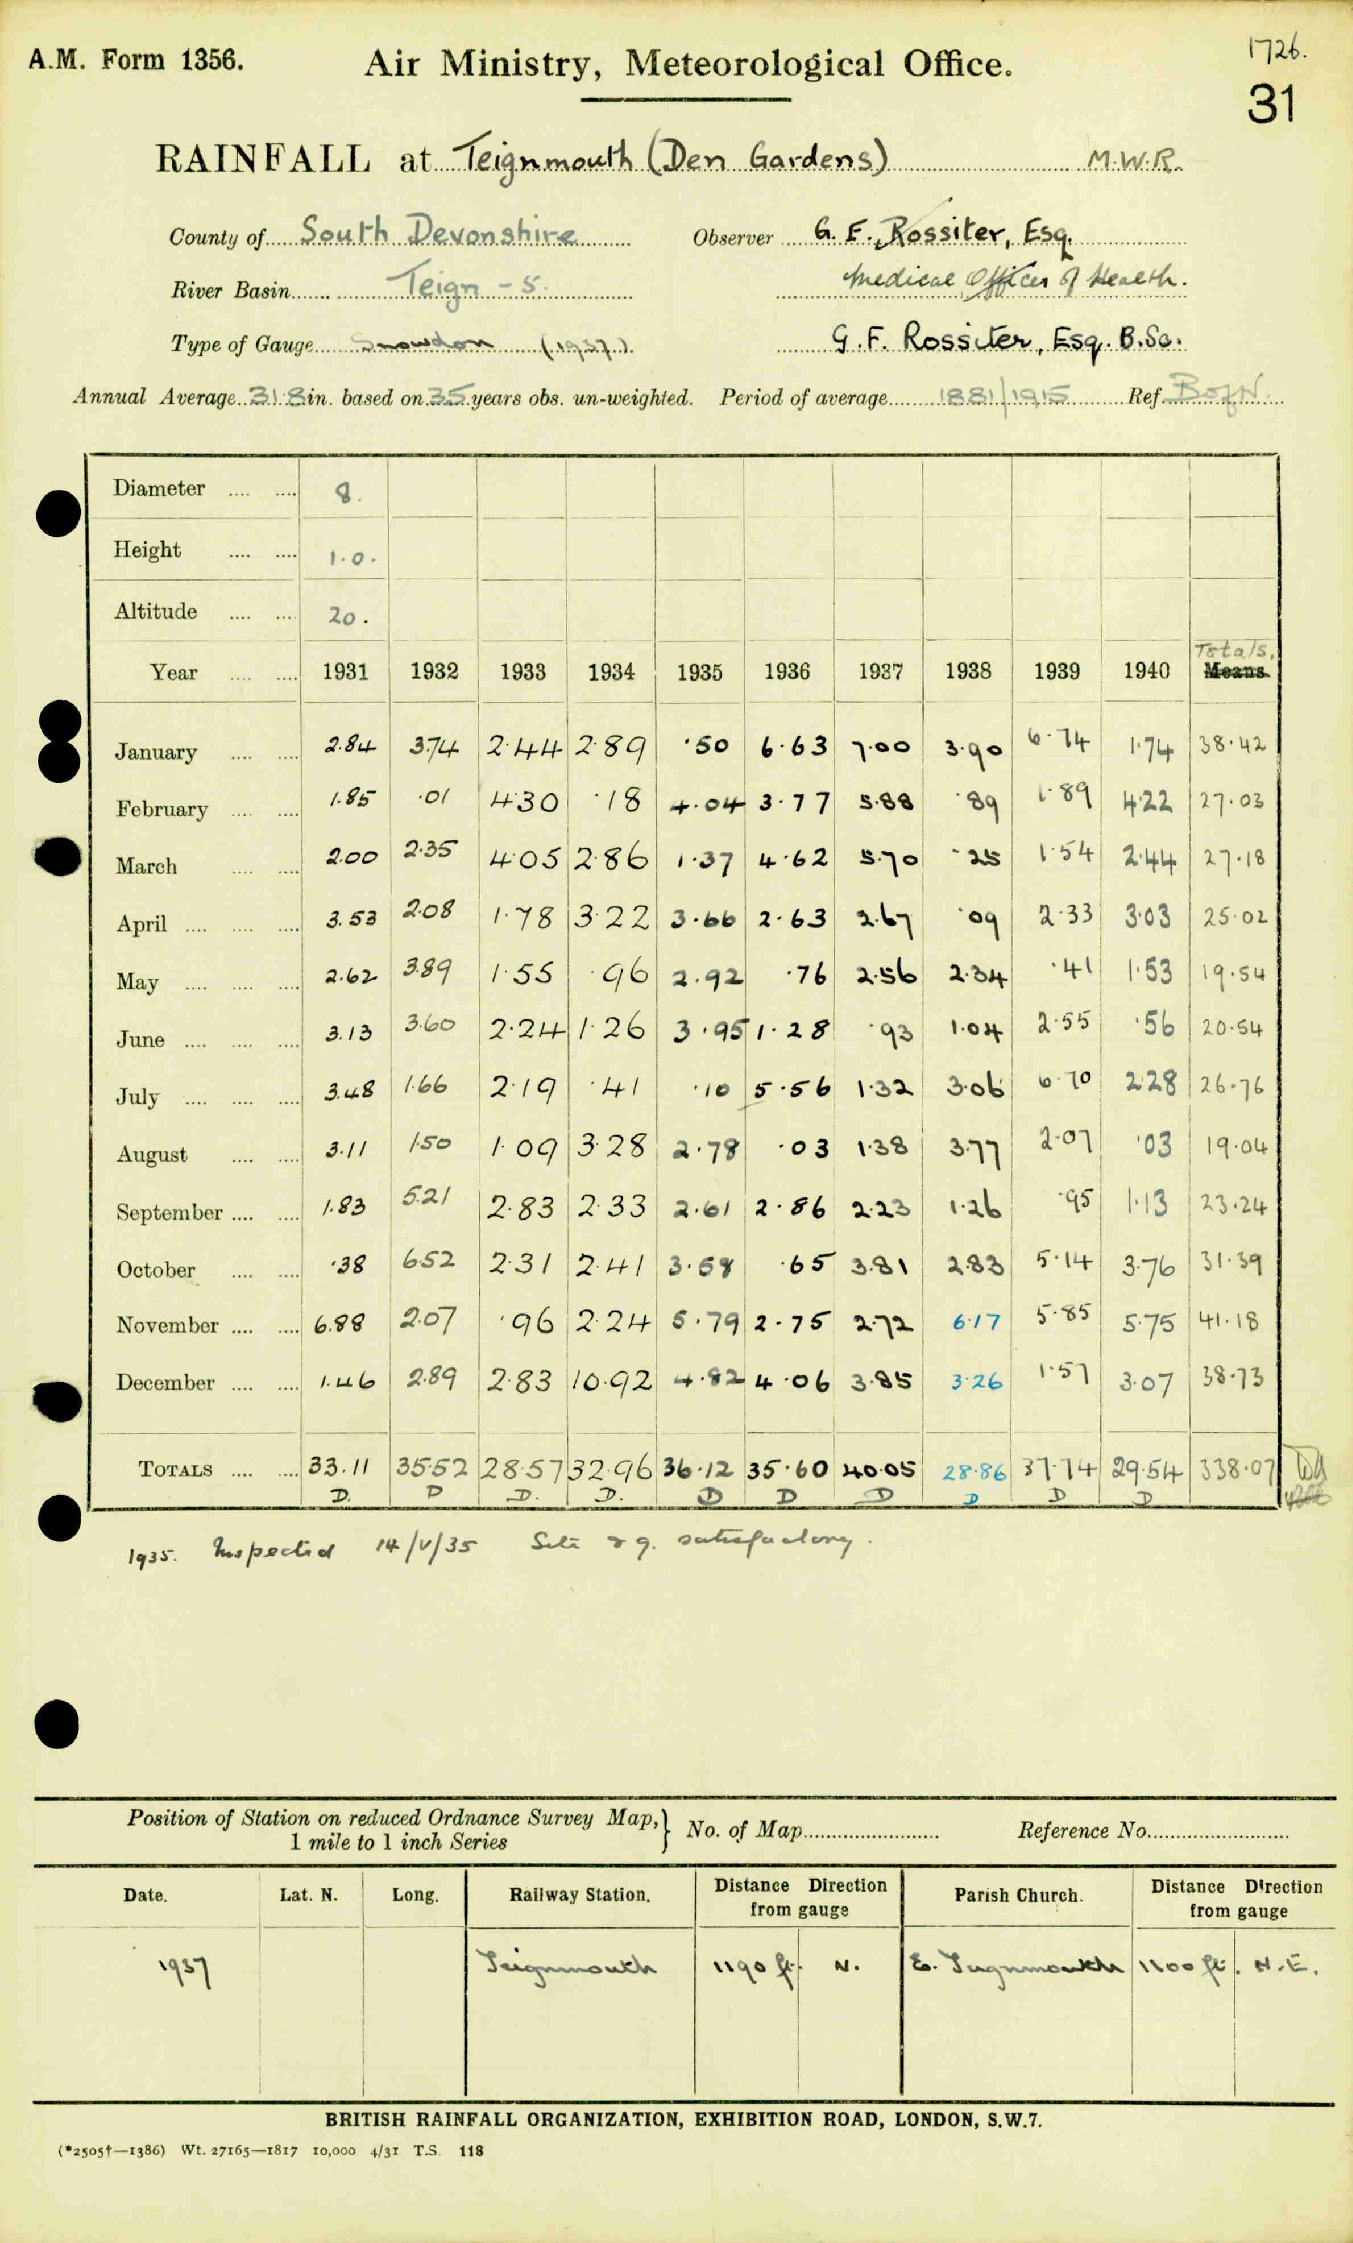 A.M. Form 1356.
Air Ministry, Meteorological Office.
1726.
31
RAINFALL at Teignmouth (Den Gardens) M.W.R.
County of South Devonshire Observer G. F. Rossiter, Esq.
River Basin Teign - 5. Medical Officer of Health.
Type of Gauge Snowdon (1937). G. F. Rossiter, Esq. B.Sc.
Annual Average 31.8 in. based on 35 years obs. un-weighted. Period of average 1881/1915 Ref. B of N.
Diameter .... .... 8.
Height .... .... 1.0.
Altitude .... .... 20.
Totals.
Year .... .... 1931 1932 1933 1934 1935 1936 1937 1938 1939 1940 Means
January .... .... 2.84 3.74 2.44 2.89 .50 6.63 7.00 3.90 6.74 1.74 38.42
February .... .... 1.85 .01 4.30 .18 4.04 3.77 5.88 .89 1.89 4.22 27.03
March .... .... 2.00 2.35 4.05 2.86 1.37 4.62 5.70 .25 1.54 2.44 27.18
April .... .... .... 3.53 2.08 1.78 3.22 3.66 2.63 2.67 .09 2.33 3.03 25.02
May .... .... .... 2.62 3.89 1.55 .96 2.92 .76 2.56 2.34 .41 1.53 19.54
June .... .... .... 3.13 3.60 2.24 1.26 3.95 1.28 .93 1.04 2.55 .56 20.54
July .... .... .... 3.48 1.66 2.19 .41 .10 5.56 1.32 3.06 6.70 2.28 26.76
August .... .... 3.11 1.50 1.09 3.28 2.78 .03 1.38 3.77 2.07 .03 19.04
September .... .... 1.83 5.21 2.83 2.33 2.61 2.86 2.23 1.26 .95 1.13 23.24
October .... .... .38 6.52 2.31 2.41 3.58 .65 3.81 2.83 5.14 3.76 31.39
November .... .... 6.88 2.07 .96 2.24 5.79 2.75 2.72 6.17 5.85 5.75 41.18
December .... .... 1.46 2.89 2.83 10.92 4.82 4.06 3.85 3.26 1.57 3.07 38.73
TOTALS .... .... 33.11 35.52 28.57 32.96 36.12 35.60 40.05 28.86 37.74 29.54 338.07
D. D D. D. D D D D D D
1935. Inspected 14/V/35 Site & g. satisfactory.
Position of Station on reduced Ordnance Survey Map,} No. of Map Reference No.
1 mile to 1 inch Series
Date. Lat. N. Long. Railway Station. Distance Direction from gauge Parish Church. Distance Direction from gauge
1937 Teignmouth 1190 ft. N. E. Teignmouth 1100 ft. N.E.
BRITISH RAINFALL ORGANIZATION, EXHIBITION ROAD, LONDON, S.W.7.
(*2505†—1386) Wt. 27165—1817 10,000 4/31 T.S. 118